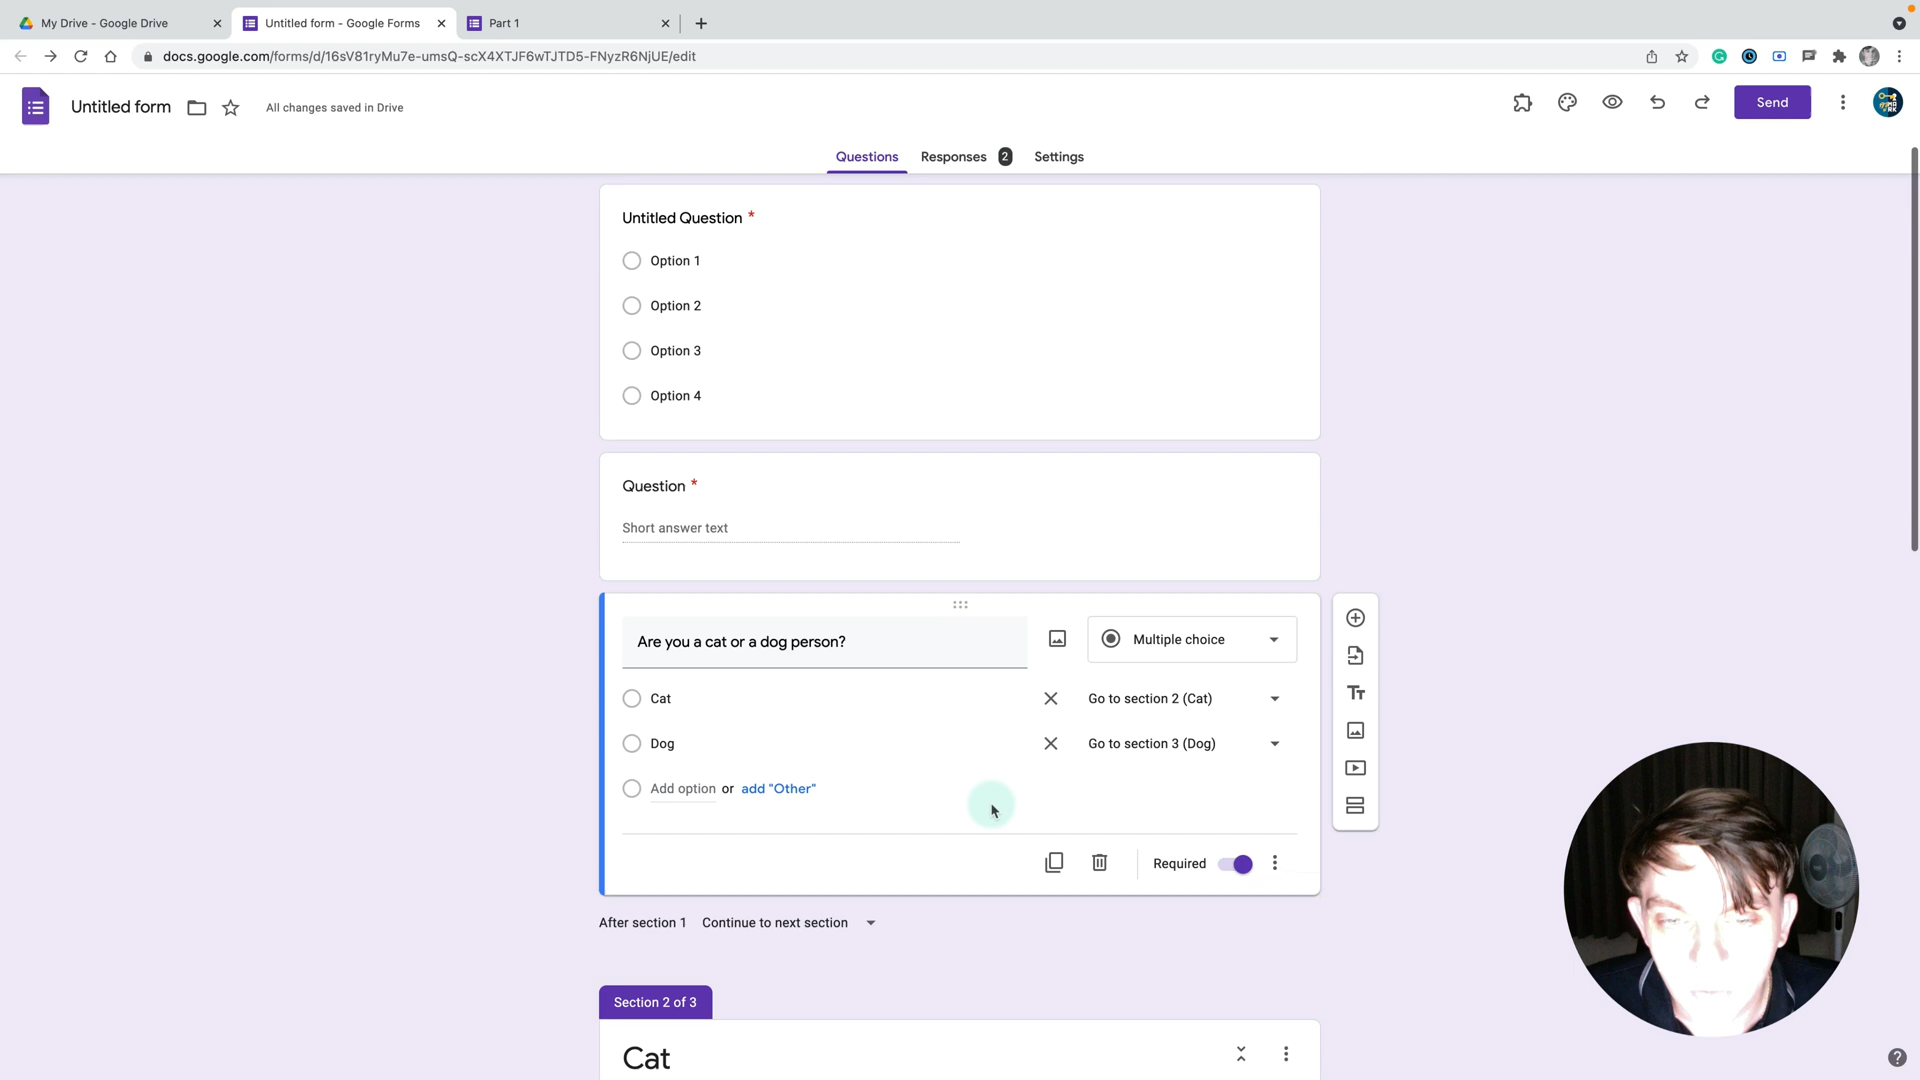 My Drive - Google Drive
Untitled form - Google Forms
Part 1
docs.google.com/forms/d/16sV81ryMu7e-umsQ-scX4XTJF6wTJTD5-FNyzR6NjUE/edit
Untitled form
All changes saved in Drive
Send
Questions
Responses 2
Settings
Untitled Question *
Option 1
Option 2
Option 3
Option 4
Question *
Short answer text
Are you a cat or a dog person?
Multiple choice
Cat
Go to section 2 (Cat)
Dog
Go to section 3 (Dog)
Add option or add "Other"
Required
After section 1 Continue to next section
Section 2 of 3
Cat